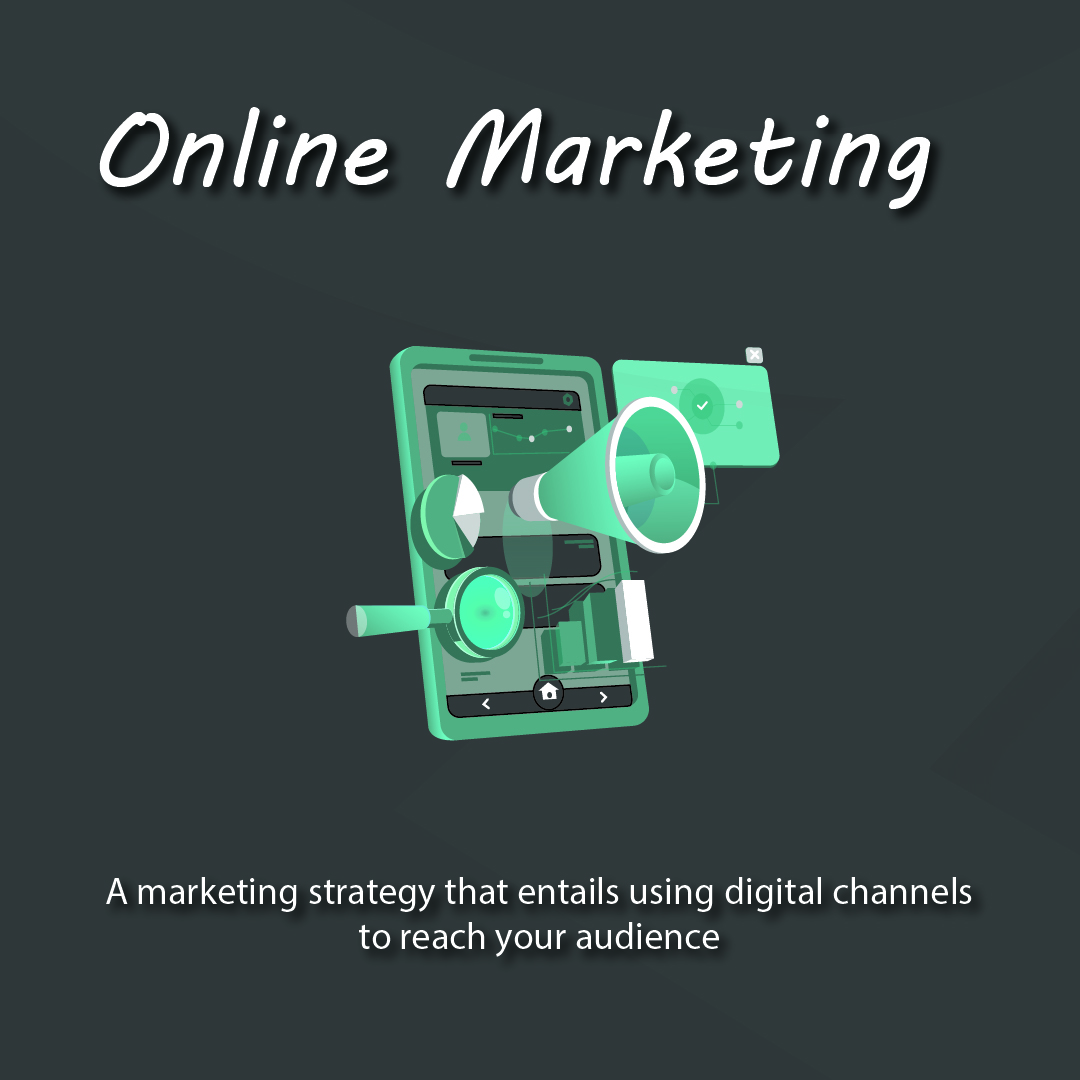 Online Marketing
A marketing strategy that entails using digital channels
to reach your audience